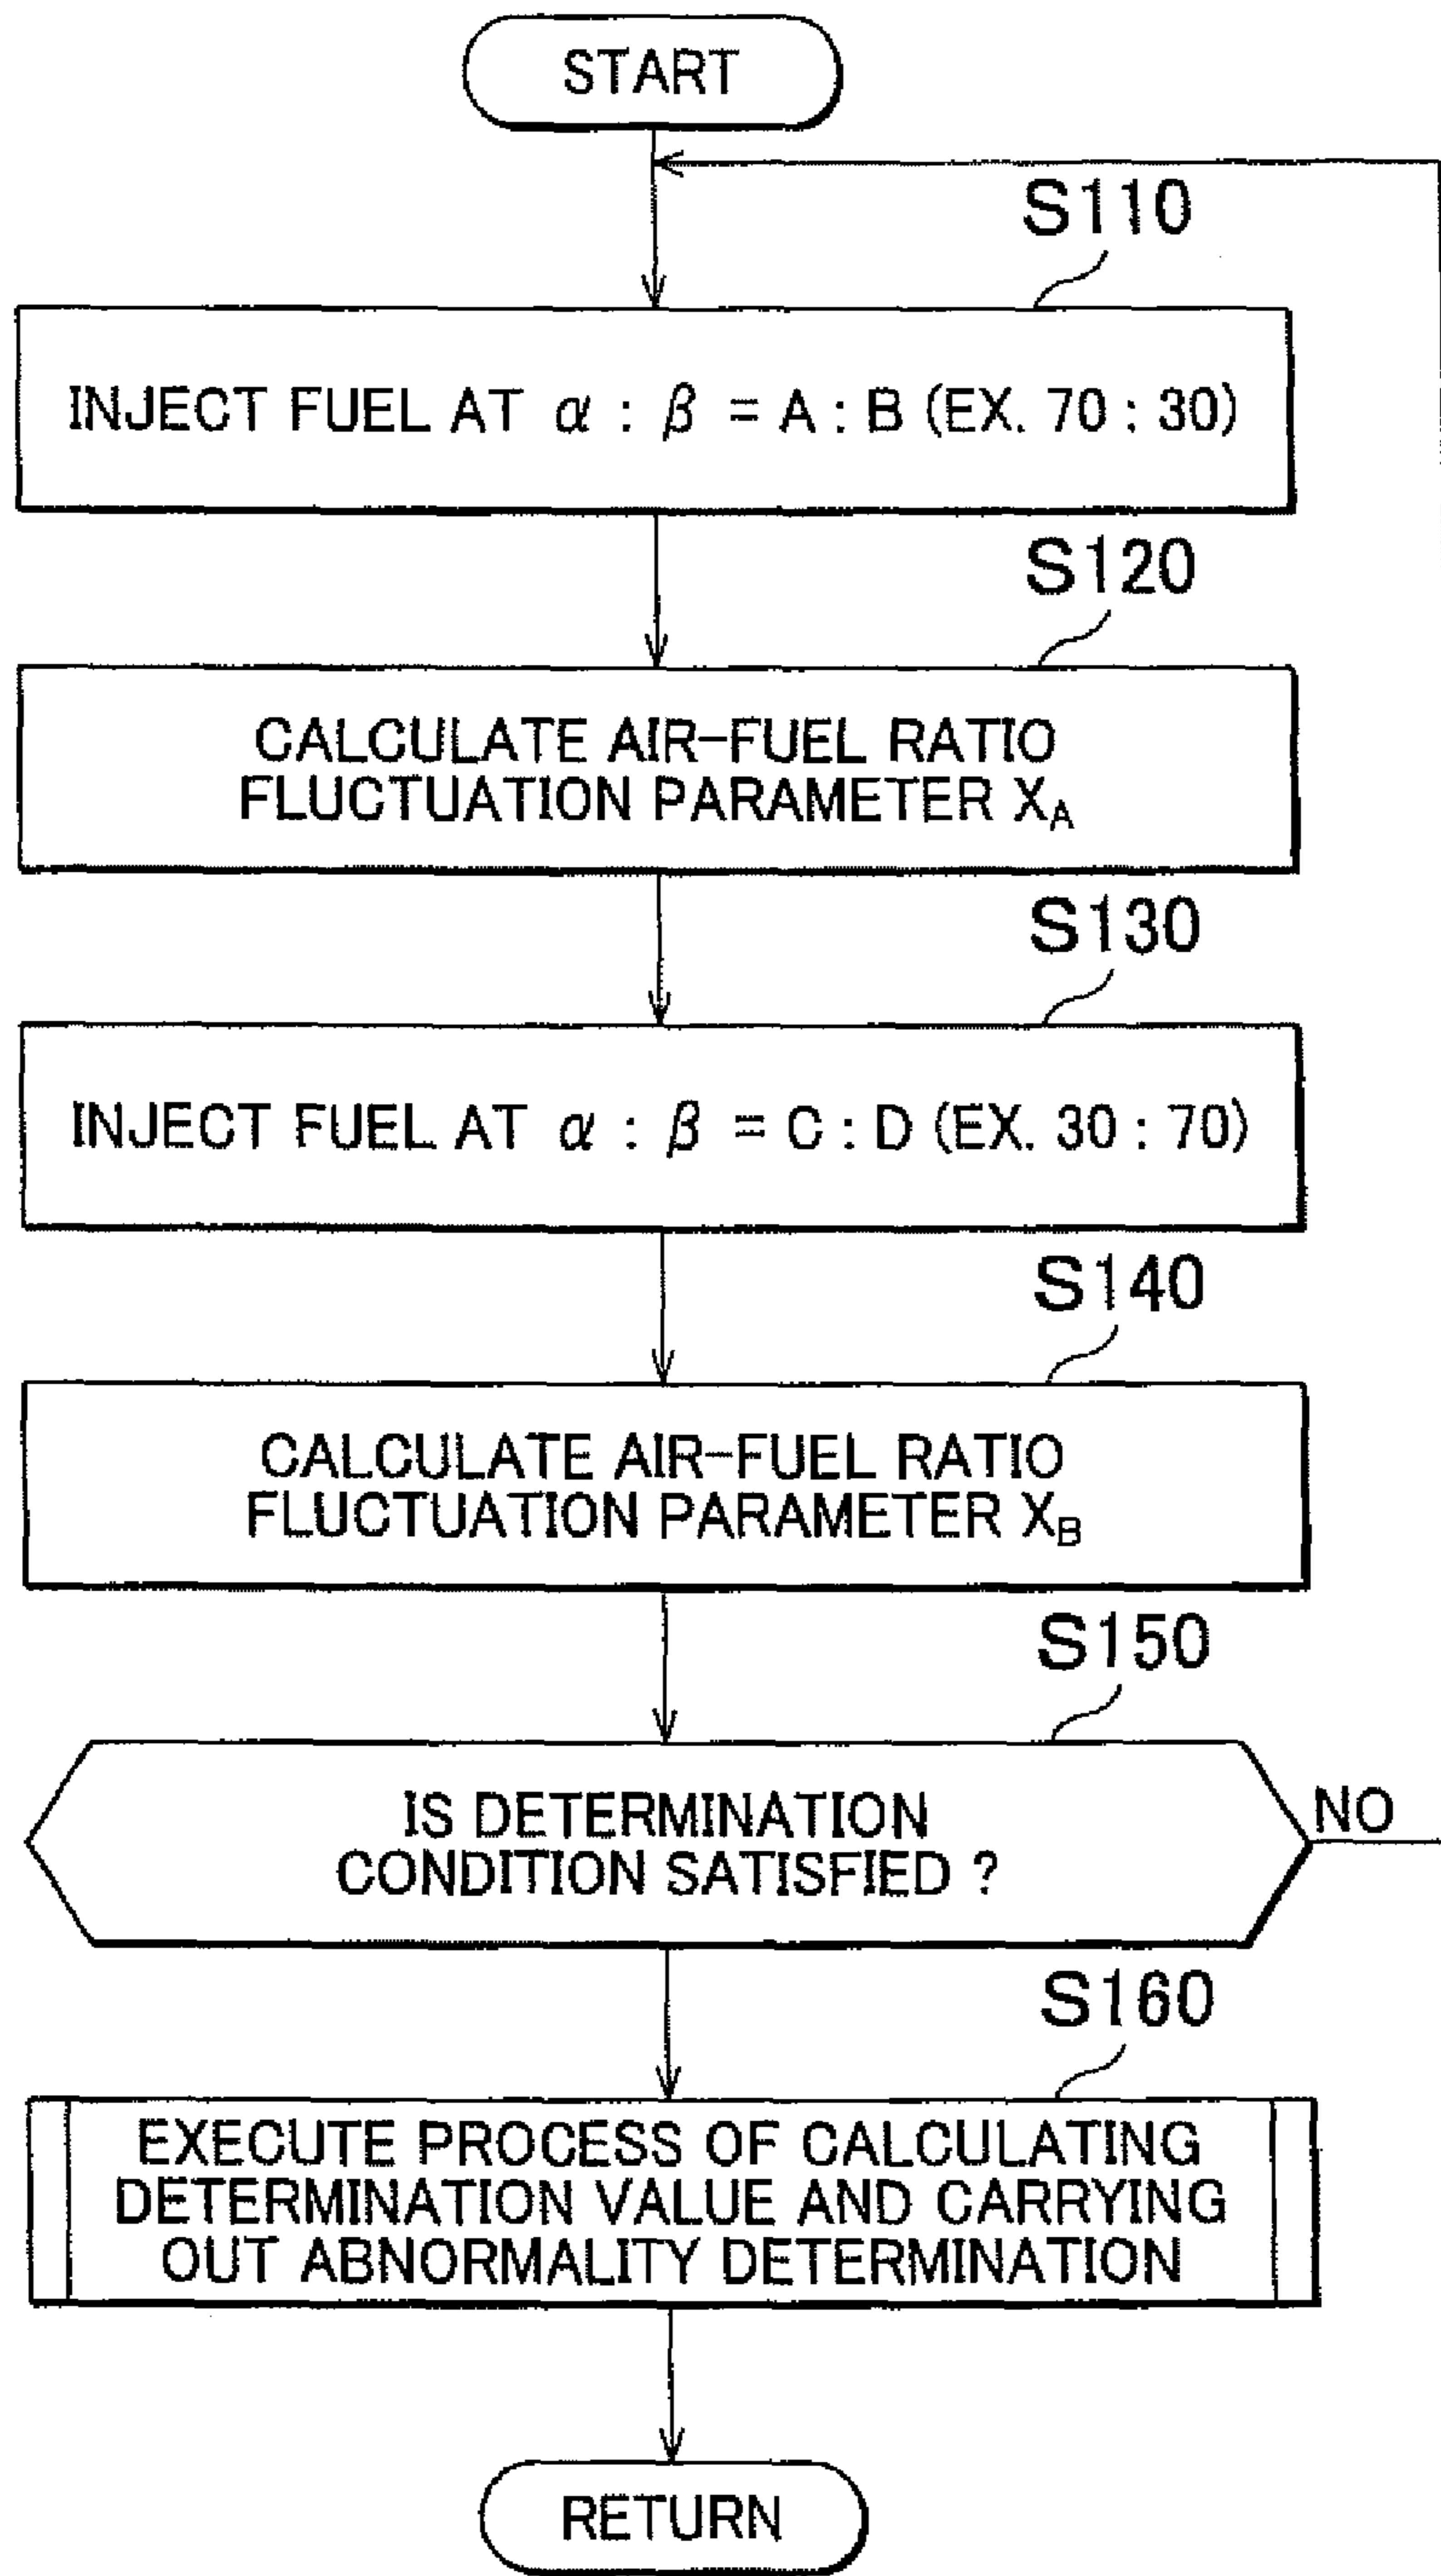 START
S110
INJECT FUEL AT α : β = A : B (EX. 70 : 30)
S120
CALCULATE AIR-FUEL RATIO
FLUCTUATION PARAMETER XA
S130
INJECT FUEL AT α : β = C : D (EX. 30 : 70)
S140
CALCULATE AIR-FUEL RATIO
FLUCTUATION PARAMETER XB
S150
IS DETERMINATION
CONDITION SATISFIED ?
NO
S160
EXECUTE PROCESS OF CALCULATING
DETERMINATION VALUE AND CARRYING
OUT ABNORMALITY DETERMINATION
RETURN